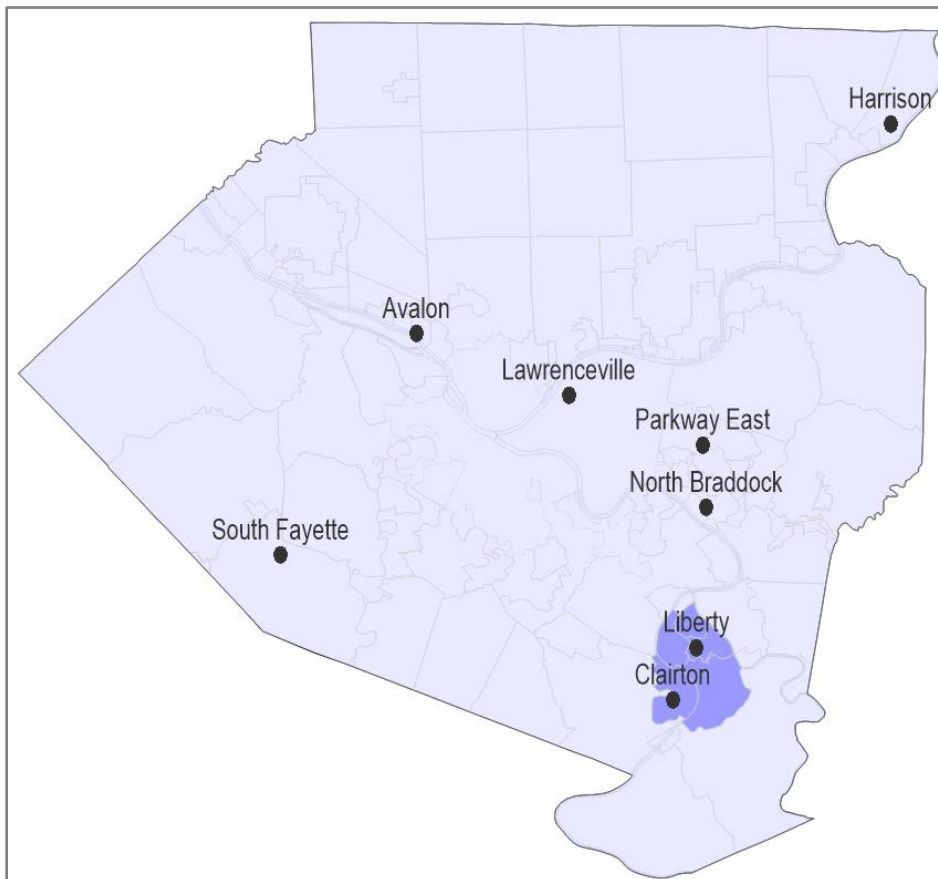 Harrison
Avalon
Lawrenceville
Parkway East
North Braddock
South Fayette
Liberty
Clairton